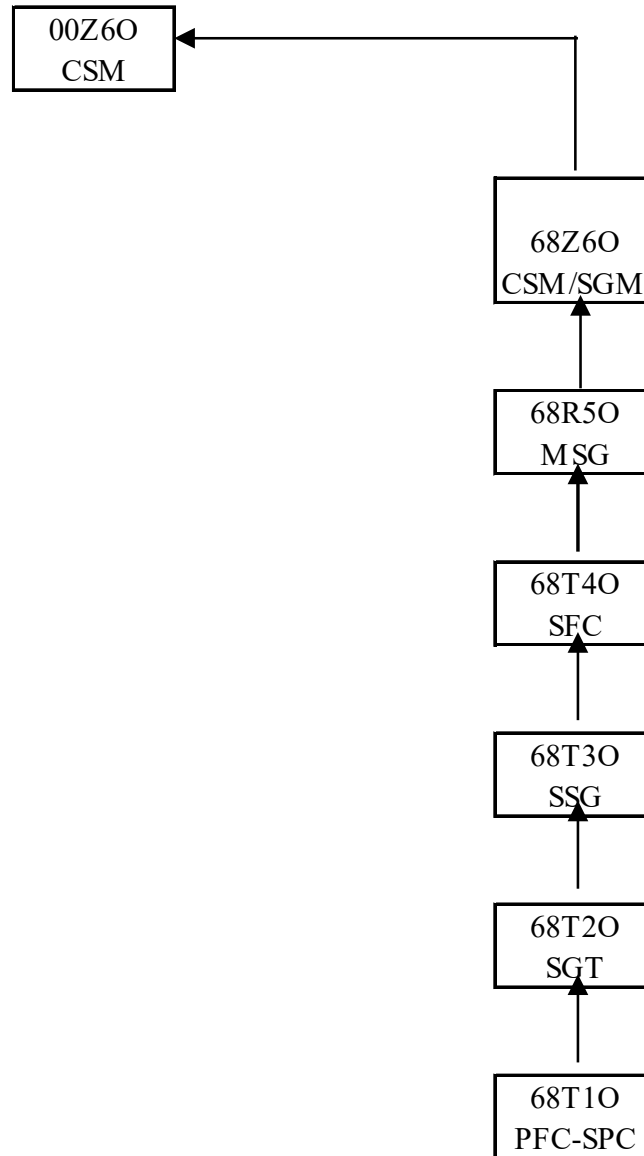 00Z6O
CSM
68Z6O
CSM/SGM
68R5O
MSG
68T4O
SFC
68T3O
SSG
68T2O
SGT
68T1O
PFC-SPC